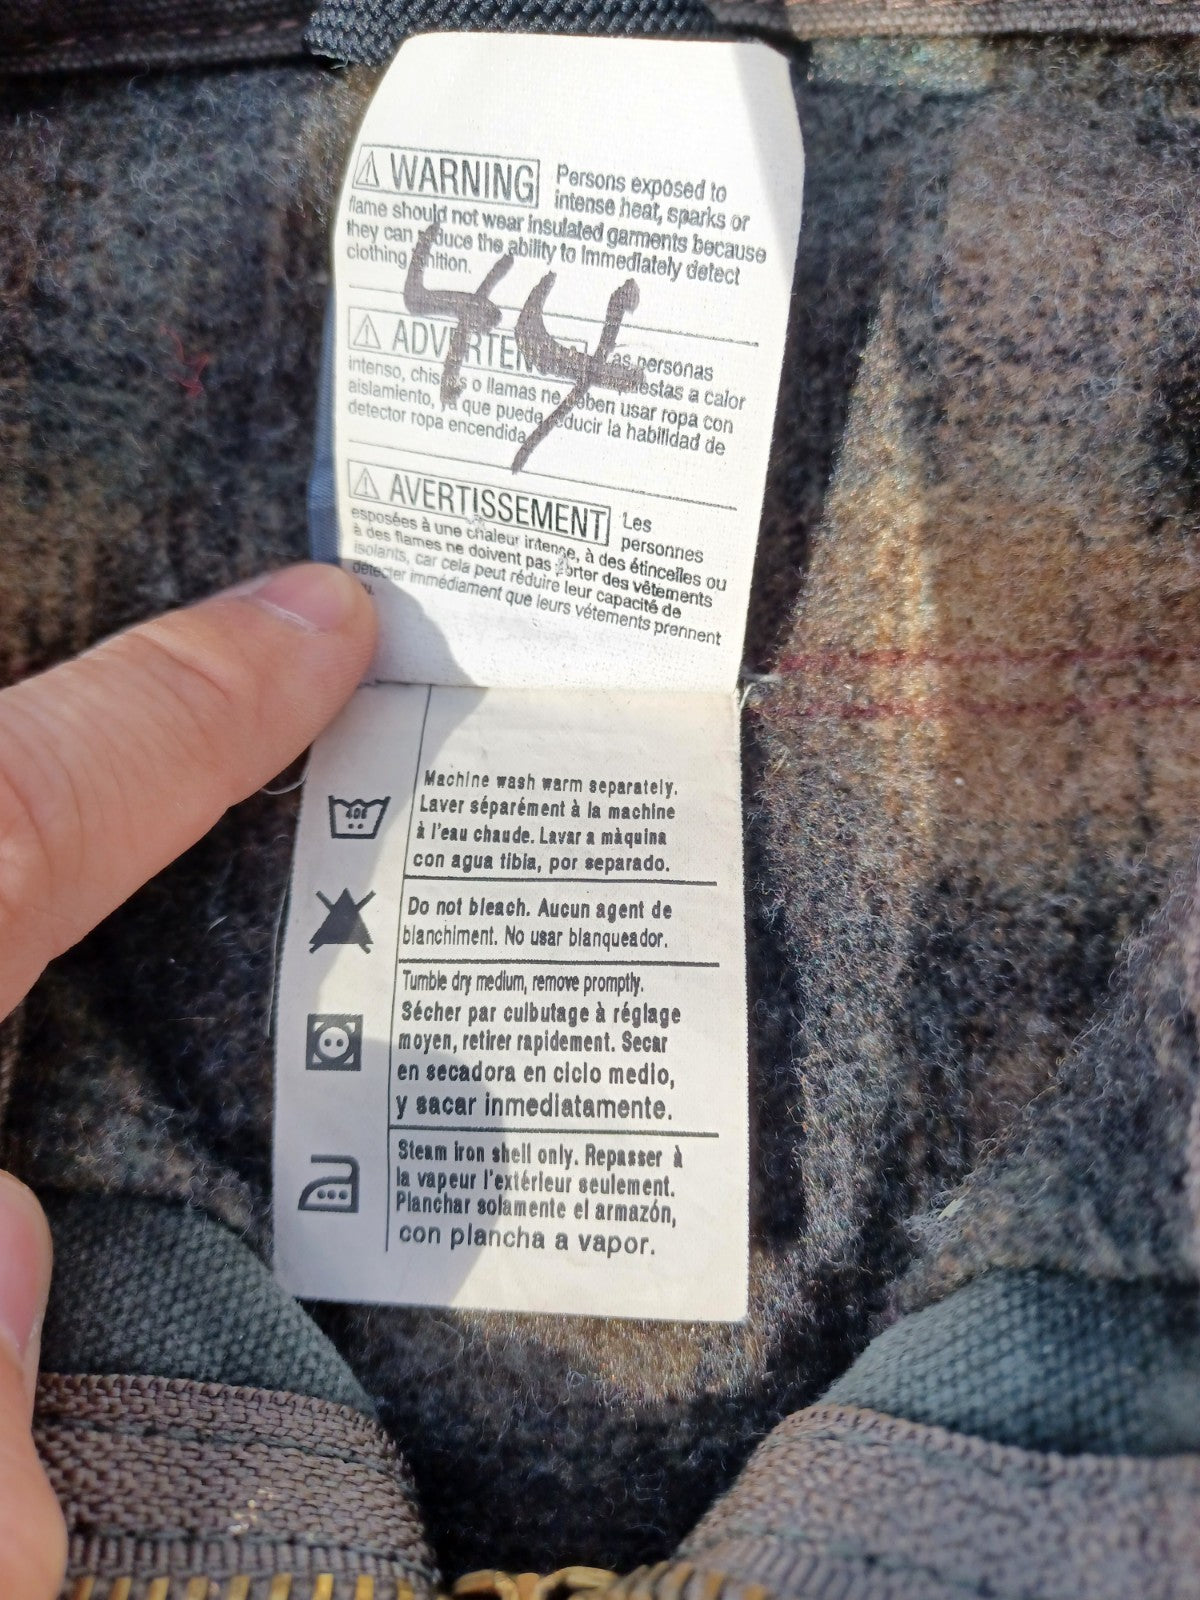 WARNING Persons exposed to
intense heat, sparks or
flame should not wear insulated garments because
they can reduce the ability to immediately detect
clothing ignition.
44
ADVERTENCIA Las personas
expuestas a calor
intenso, chispas o llamas no deben usar ropa con
aislamiento, ya que puede reducir la habilidad de
detector ropa encendida
AVERTISSEMENT Les
personnes
esposées à une chaleur intense, à des étincelles ou
à des flames ne doivent pas porter des vêtements
isolants, car cela peut réduire leur capacité de
détecter immédiament que leurs vétements prennent
Machine wash warm separately.
Laver séparément à la machine
à l'eau chaude. Lavar a màquina
con agua tibia, por separado.
Do not bleach. Aucun agent de
blanchiment. No usar blanqueador.
Tumble dry medium, remove promptly.
Sécher par culbutage à réglage
moyen, retirer rapidement. Secar
en secadora en ciclo medio,
y sacar inmediatamente.
Steam iron shell only. Repasser à
la vapeur l'extérieur seulement.
Planchar solamente el armazón,
con plancha a vapor.